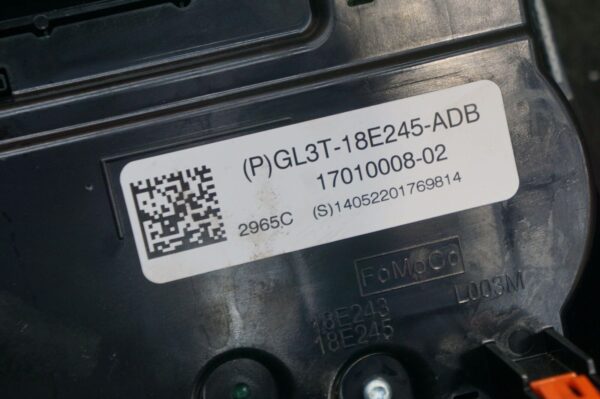 (P)GL3T-18E245-ADB
17010008-02
2965C (S)14052201769814
FoMoCo
L003M
18E243
18E245